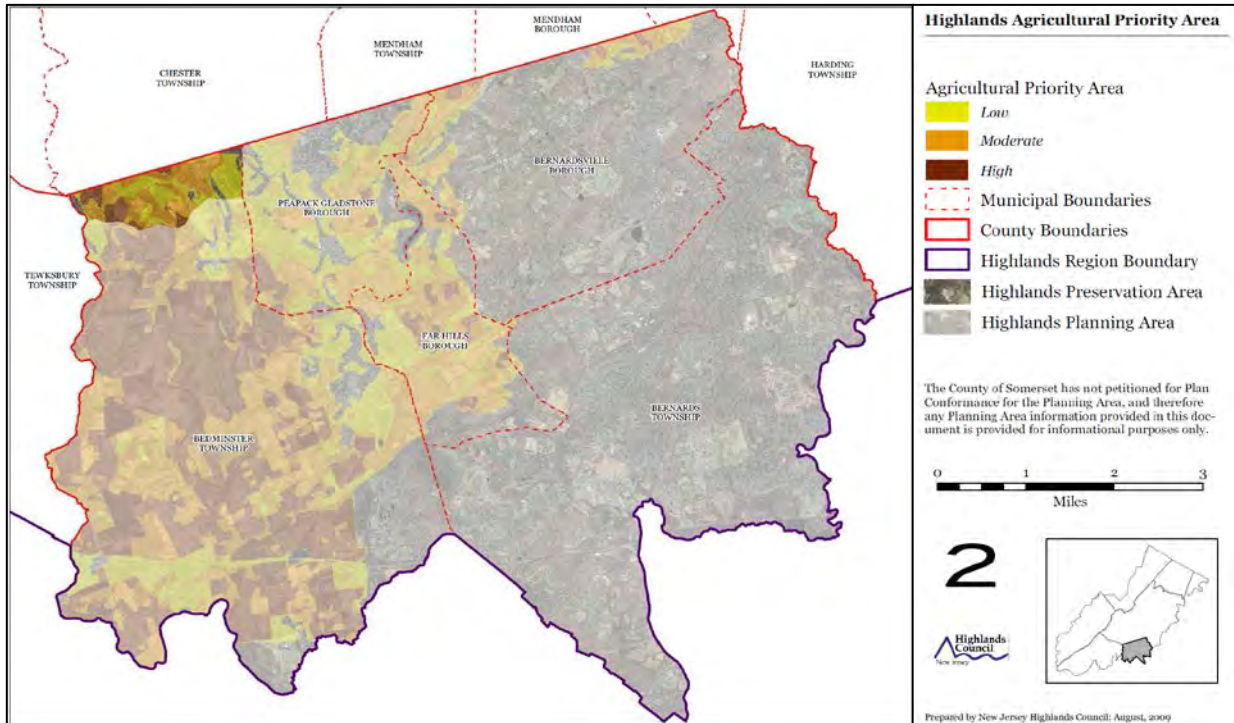 MENDHAM
BOROUGH
MENDHAM
TOWNSHIP
CHESTER
TOWNSHIP
HARDING
TOWNSHIP
BERNARDSVILLE
BOROUGH
PEAPACK GLADSTONE
BOROUGH
TEWKSBURY
TOWNSHIP
FAR HILLS
BOROUGH
BERNARDS
TOWNSHIP
BEDMINSTER
TOWNSHIP
Highlands Agricultural Priority Area
Agricultural Priority Area
Low
Moderate
High
Municipal Boundaries
County Boundaries
Highlands Region Boundary
Highlands Preservation Area
Highlands Planning Area
The County of Somerset has not petitioned for Plan
Conformance for the Planning Area, and therefore
any Planning Area information provided in this doc-
ument is provided for informational purposes only.
0 1 2 3
Miles
2
Highlands
Council
New Jersey
Prepared by New Jersey Highlands Council: August, 2009